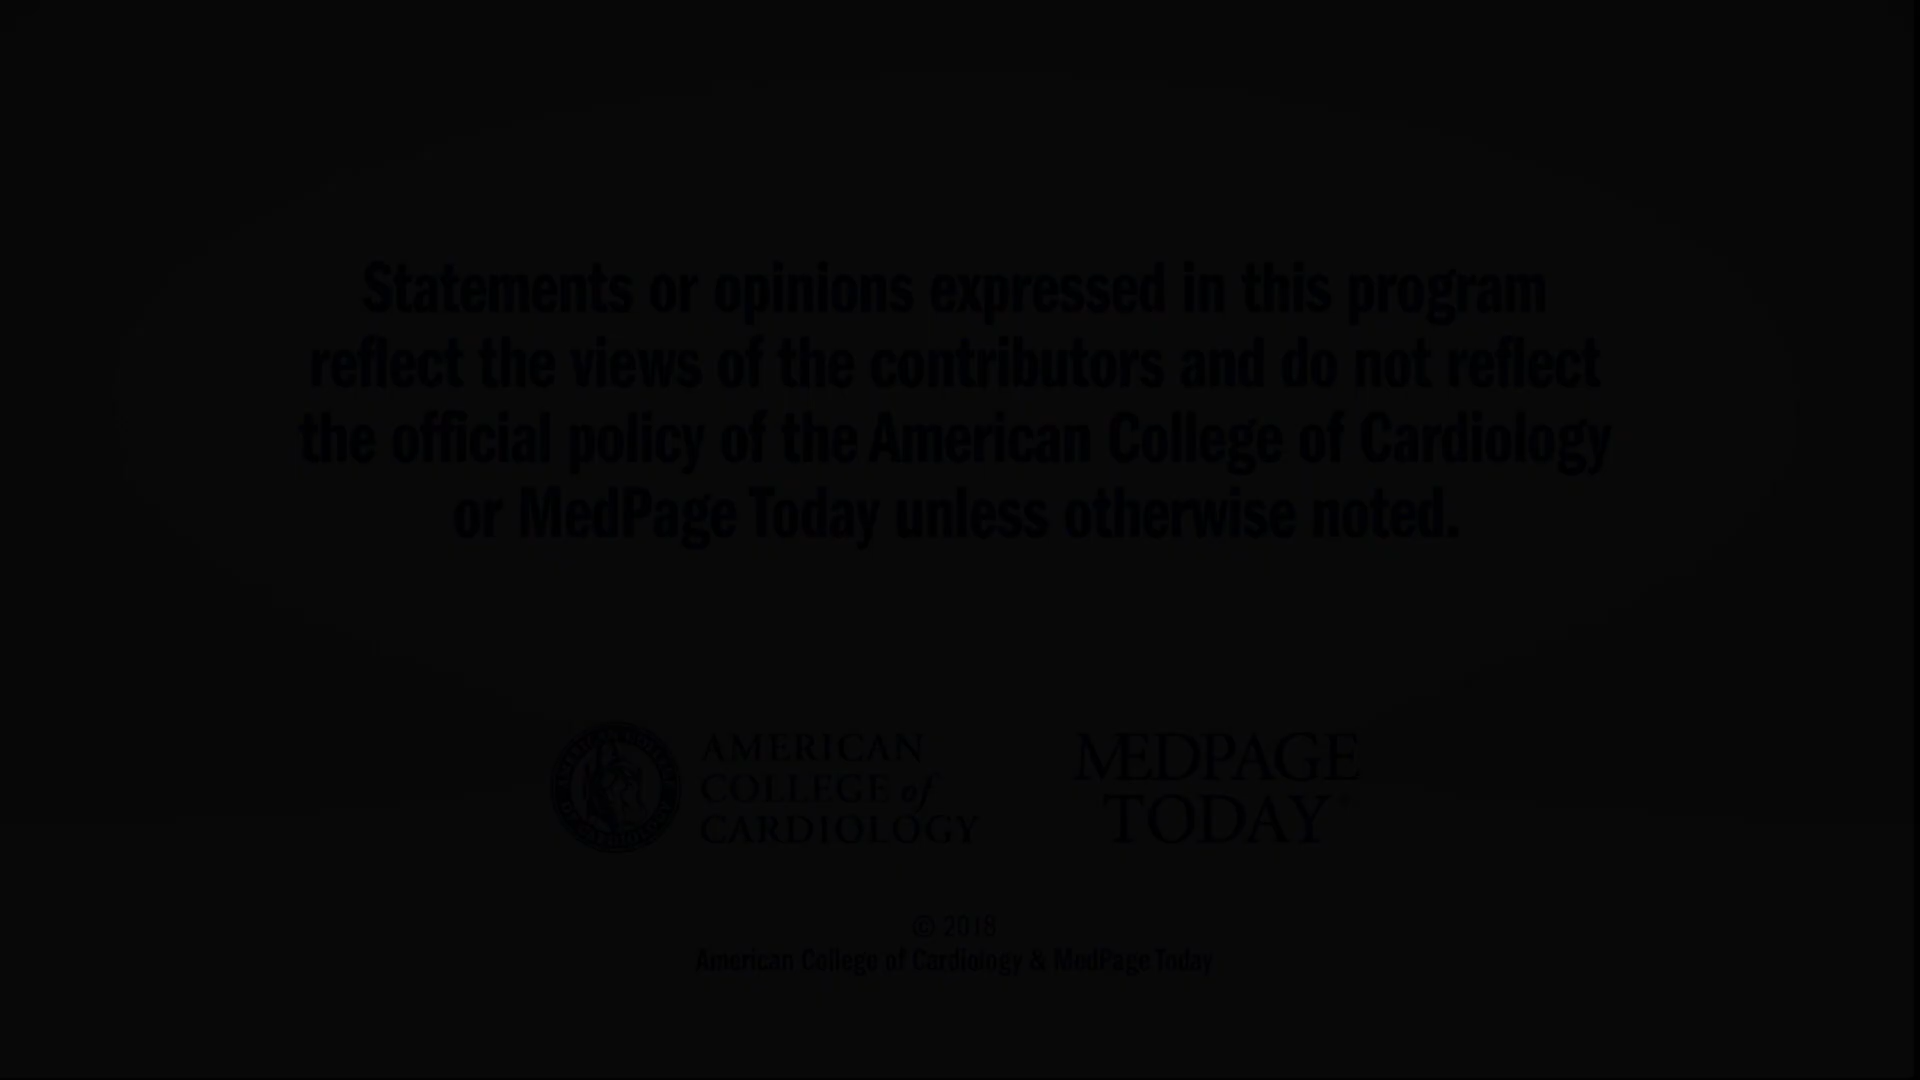 Statements or opinions expressed in this program
reflect the views of the contributors and do not reflect
the official policy of the American College of Cardiology
or MedPage Today unless otherwise noted.
AMERICAN
COLLEGE of
CARDIOLOGY
MEDPAGE
TODAY
© 2018
American College of Cardiology & MedPage Today